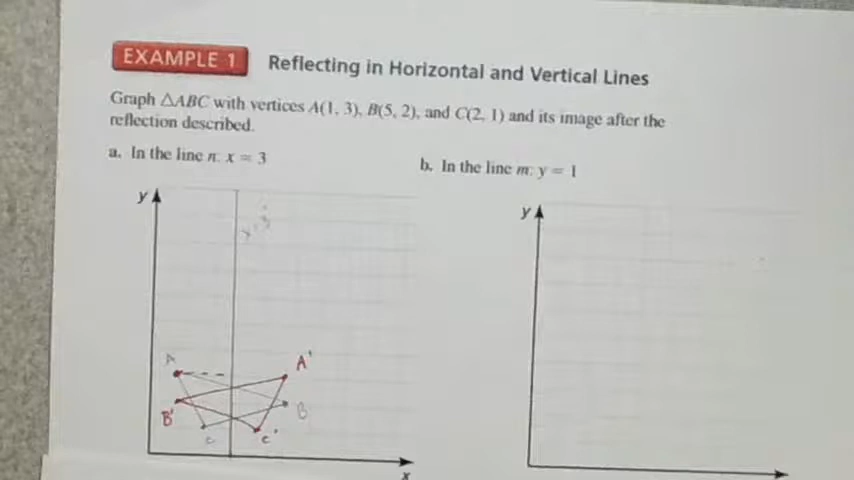 EXAMPLE 1 Reflecting in Horizontal and Vertical Lines
Graph △ABC with vertices A(1, 3), B(5, 2), and C(2, 1) and its image after the
reflection described.
a. In the line n: x = 3
b. In the line m: y = 1
y
x=3
A
A'
B'
B
C
C'
x
y